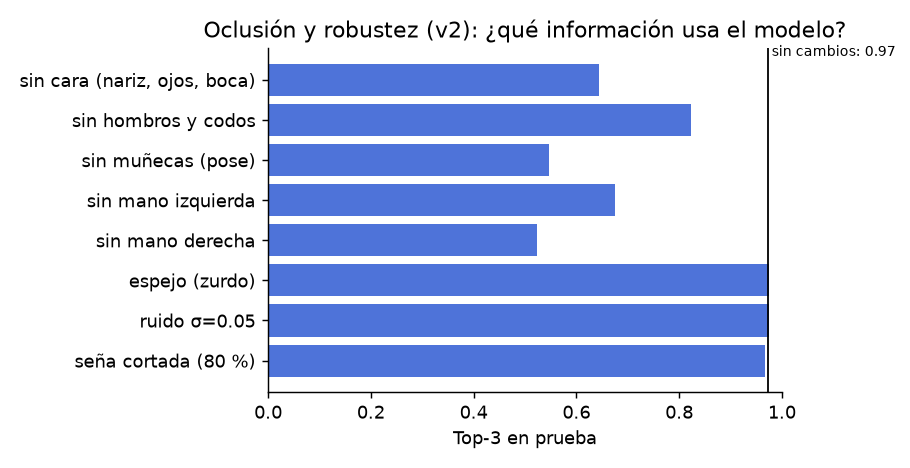 Oclusión y robustez (v2): ¿qué información usa el modelo?
sin cambios: 0.97
sin cara (nariz, ojos, boca)
sin hombros y codos
sin muñecas (pose)
sin mano izquierda
sin mano derecha
espejo (zurdo)
ruido σ=0.05
seña cortada (80 %)
0.0 0.2 0.4 0.6 0.8 1.0
Top-3 en prueba